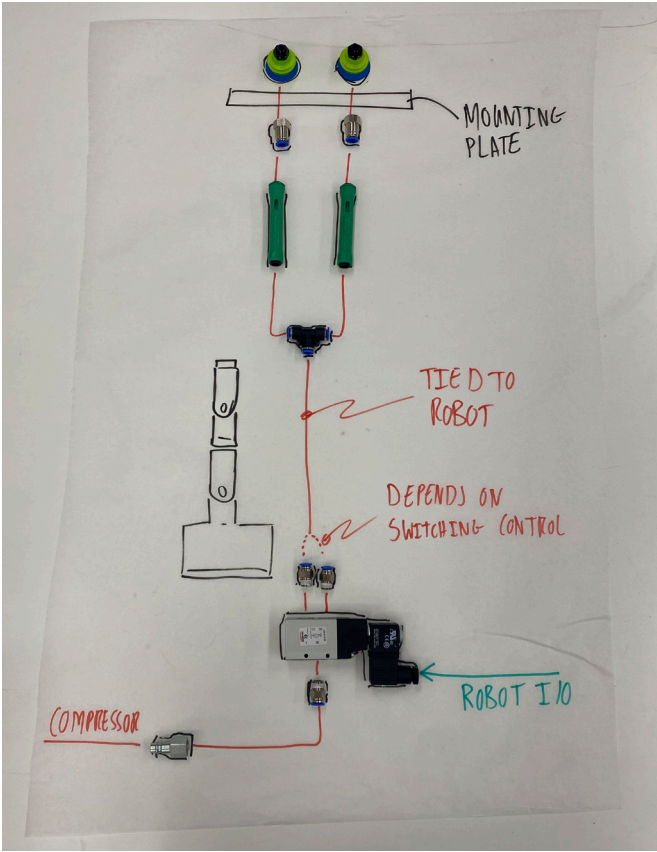 MOUNTING
PLATE
TIED TO
ROBOT
DEPENDS ON
SWITCHING CONTROL
ROBOT I/O
COMPRESSOR